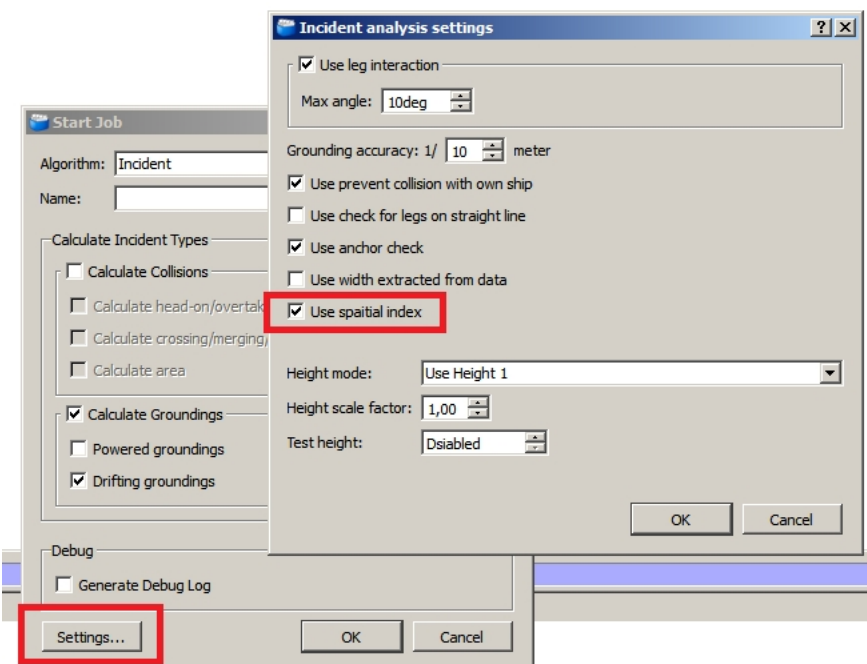 Incident analysis settings
Use leg interaction
Max angle: 10deg
Grounding accuracy: 1/ 10 meter
Use prevent collision with own ship
Use check for legs on straight line
Use anchor check
Use width extracted from data
Use spaitial index
Height mode: Use Height 1
Height scale factor: 1,00
Test height: Dsiabled
OK Cancel
Start Job
Algorithm: Incident
Name:
Calculate Incident Types
Calculate Collisions
Calculate head-on/overtak
Calculate crossing/merging/
Calculate area
Calculate Groundings
Powered groundings
Drifting groundings
Debug
Generate Debug Log
Settings... OK Cancel